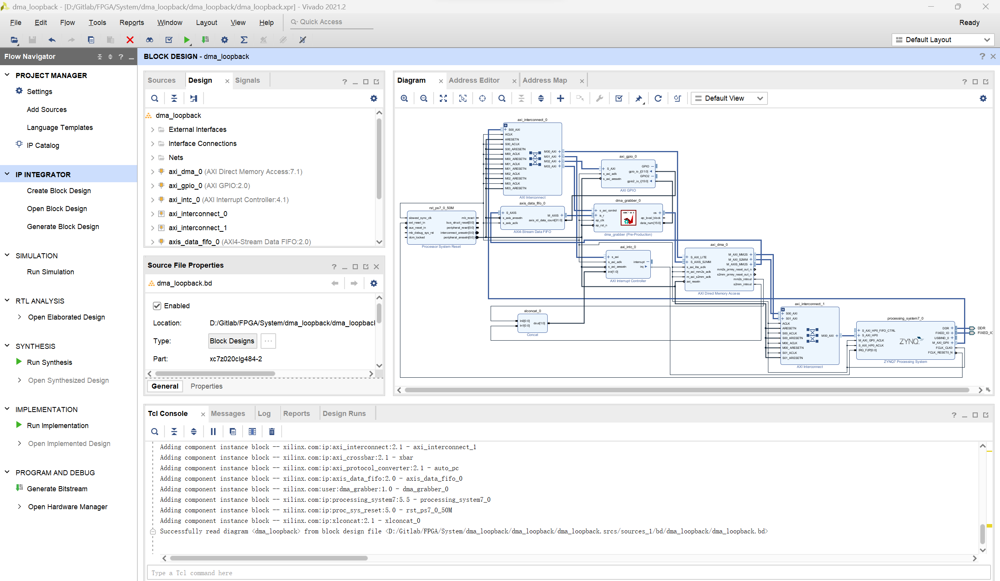 dma_loopback - [D:/Gitlab/FPGA/System/dma_loopback/dma_loopback/dma_loopback.xpr] - Vivado 2021.2
File Edit Flow Tools Reports Window Layout View Help Quick Access Ready
Default Layout
Flow Navigator
PROJECT MANAGER
Settings
Add Sources
Language Templates
IP Catalog
IP INTEGRATOR
Create Block Design
Open Block Design
Generate Block Design
SIMULATION
Run Simulation
RTL ANALYSIS
Open Elaborated Design
SYNTHESIS
Run Synthesis
Open Synthesized Design
IMPLEMENTATION
Run Implementation
Open Implemented Design
PROGRAM AND DEBUG
Generate Bitstream
Open Hardware Manager
BLOCK DESIGN - dma_loopback
Sources Design Signals
dma_loopback
External Interfaces
Interface Connections
Nets
axi_dma_0 (AXI Direct Memory Access:7.1)
axi_gpio_0 (AXI GPIO:2.0)
axi_intc_0 (AXI Interrupt Controller:4.1)
axi_interconnect_0
axi_interconnect_1
axis_data_fifo_0 (AXI4-Stream Data FIFO:2.0)
Source File Properties
dma_loopback.bd
Enabled
Location: D:/Gitlab/FPGA/System/dma_loopback/dma_loopbacl
Type: Block Designs ...
Part: xc7z020clg484-2
General Properties
Diagram Address Editor Address Map
Default View
axi_interconnect_0
S00_AXI
ACLK
ARESETN
S00_ACLK
S00_ARESETN
M00_ACLK
M00_ARESETN
M01_ACLK
M01_ARESETN
M02_ACLK
M02_ARESETN
M03_ACLK
M03_ARESETN
M00_AXI
M01_AXI
M02_AXI
M03_AXI
AXI Interconnect
axi_gpio_0
S_AXI
s_axi_aclk
s_axi_aresetn
GPIO
gpio_io_i[31:0]
GPIO2
gpio2_io_i[15:0]
AXI GPIO
rst_ps7_0_50M
slowest_sync_clk
ext_reset_in
aux_reset_in
mb_debug_sys_rst
dcm_locked
mb_reset
bus_struct_reset[0:0]
peripheral_reset[0:0]
interconnect_aresetn[0:0]
peripheral_aresetn[0:0]
Processor System Reset
axis_data_fifo_0
S_AXIS
s_axis_aresetn
s_axis_aclk
M_AXIS
axis_rd_data_count[31:0]
AXI4-Stream Data FIFO
dma_grabber_0
s_axi_control
is_r
ap_clk
ap_rst_n
os
ap_local_block
data_num[15:0]
dma_grabber (Pre-Production)
axi_intc_0
s_axi
s_axi_aclk
s_axi_aresetn
intr[1:0]
interrupt
irq
AXI Interrupt Controller
axi_dma_0
S_AXI_LITE
S_AXIS_S2MM
s_axi_lite_aclk
m_axi_mm2s_aclk
m_axi_s2mm_aclk
axi_resetn
M_AXI_MM2S
M_AXI_S2MM
M_AXIS_MM2S
mm2s_prmry_reset_out_n
s2mm_prmry_reset_out_n
mm2s_introut
s2mm_introut
AXI Direct Memory Access
xlconcat_0
In0[0:0]
In1[0:0]
dout[1:0]
Concat
axi_interconnect_1
S00_AXI
S01_AXI
ACLK
ARESETN
S00_ACLK
S00_ARESETN
M00_ACLK
M00_ARESETN
S01_ACLK
S01_ARESETN
M00_AXI
AXI Interconnect
processing_system7_0
S_AXI_HP0_FIFO_CTRL
S_AXI_HP0
M_AXI_GP0_ACLK
S_AXI_HP0_ACLK
IRQ_F2P[0:0]
ZYNQ
DDR
FIXED_IO
USBIND_0
M_AXI_GP0
FCLK_CLK0
FCLK_RESET0_N
ZYNQ7 Processing System
DDR
FIXED_IC
Tcl Console Messages Log Reports Design Runs
Adding component instance block -- xilinx.com:ip:axi_interconnect:2.1 - axi_interconnect_1
Adding component instance block -- xilinx.com:ip:axi_crossbar:2.1 - xbar
Adding component instance block -- xilinx.com:ip:axi_protocol_converter:2.1 - auto_pc
Adding component instance block -- xilinx.com:ip:axis_data_fifo:2.0 - axis_data_fifo_0
Adding component instance block -- xilinx.com:user:dma_grabber:1.0 - dma_grabber_0
Adding component instance block -- xilinx.com:ip:processing_system7:5.5 - processing_system7_0
Adding component instance block -- xilinx.com:ip:proc_sys_reset:5.0 - rst_ps7_0_50M
Adding component instance block -- xilinx.com:ip:xlconcat:2.1 - xlconcat_0
Successfully read diagram <dma_loopback> from block design file <D:/Gitlab/FPGA/System/dma_loopback/dma_loopback/dma_loopback.srcs/sources_1/bd/dma_loopback/dma_loopback.bd>
Type a Tcl command here